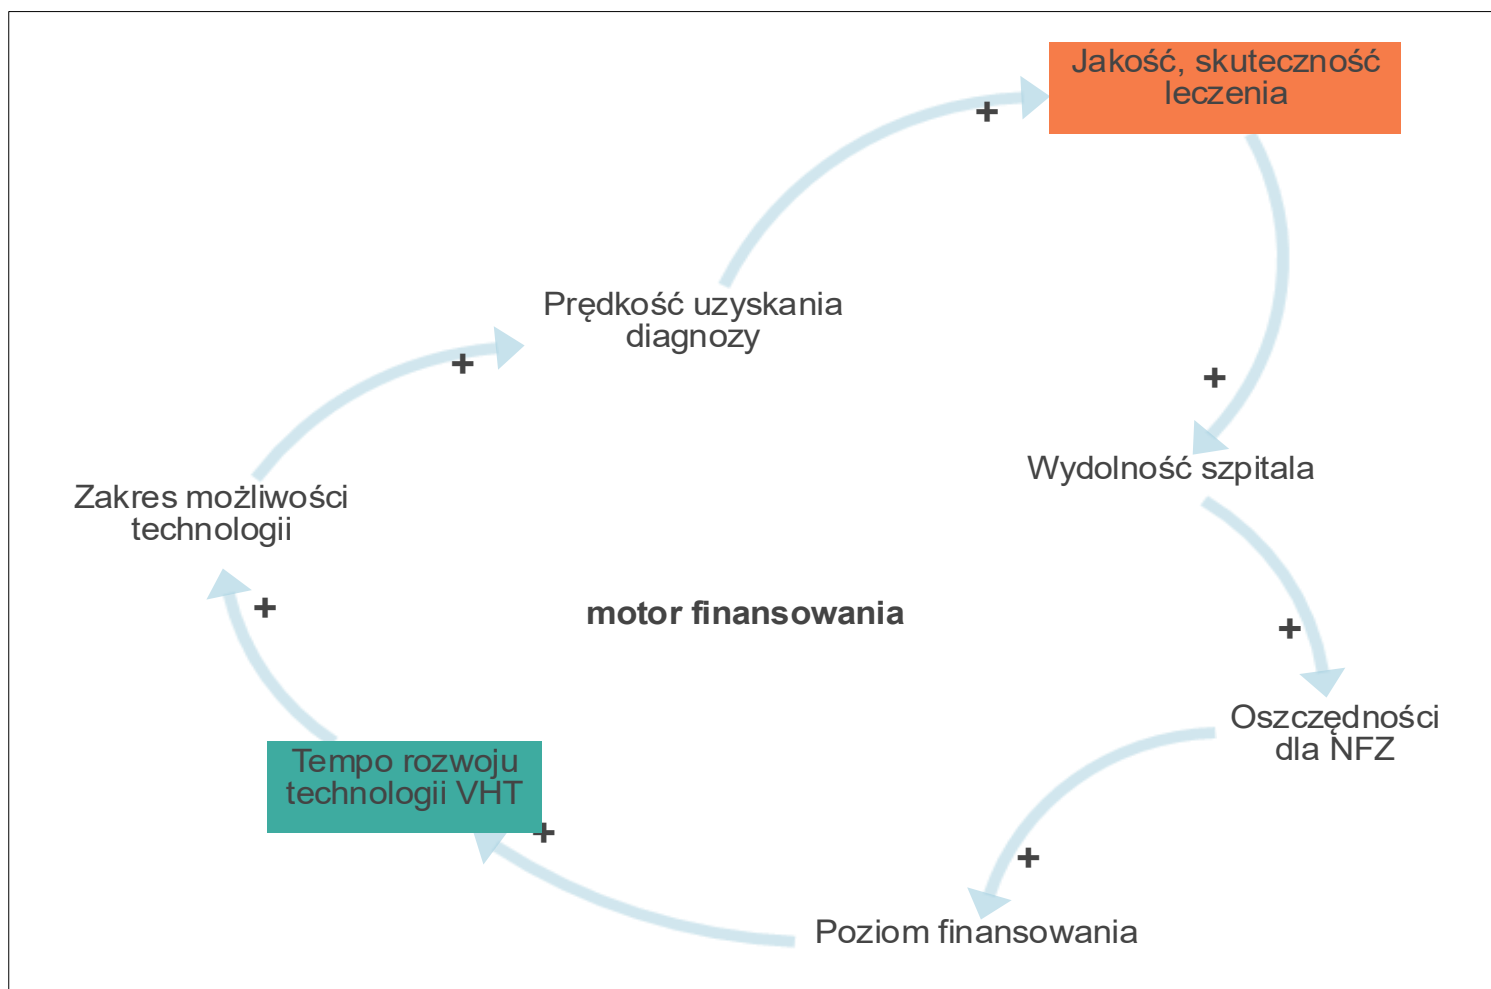 Jakość, skuteczność
leczenia
+
Prędkość uzyskania
diagnozy
+
+
Wydolność szpitala
Zakres możliwości
technologii
+
motor finansowania
+
Oszczędności
dla NFZ
Tempo rozwoju
technologii VHT
+
+
Poziom finansowania